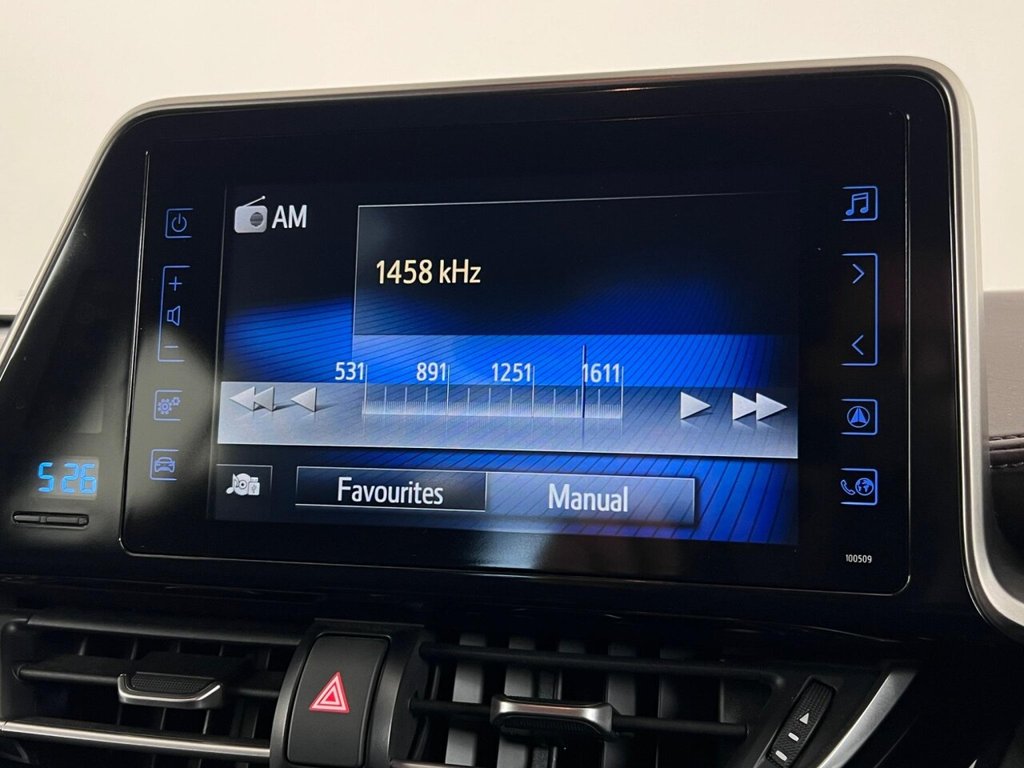 AM
1458 kHz
531 891 1251 1611
5 26
Favourites Manual
100509